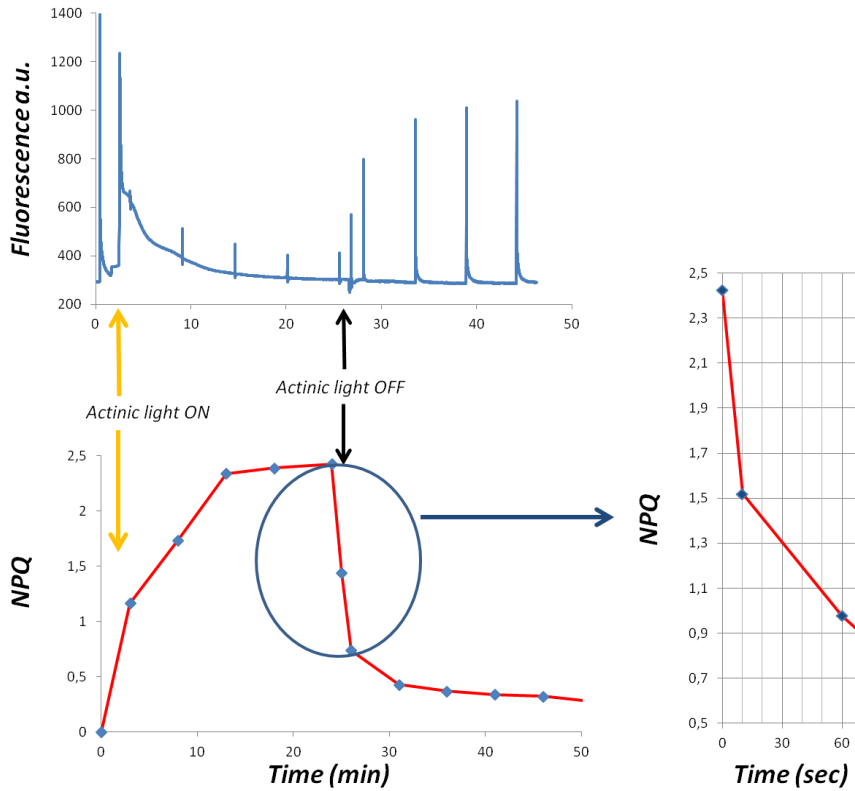 Fluorescence a.u.
1400
1200
1000
800
600
400
200
0 10 20 30 40 50
Actinic light ON
Actinic light OFF
NPQ
2,5
2
1,5
1
0,5
0
0 10 20 30 40 50
Time (min)
NPQ
2,5
2,3
2,1
1,9
1,7
1,5
1,3
1,1
0,9
0,7
0,5
0 30 60
Time (sec)